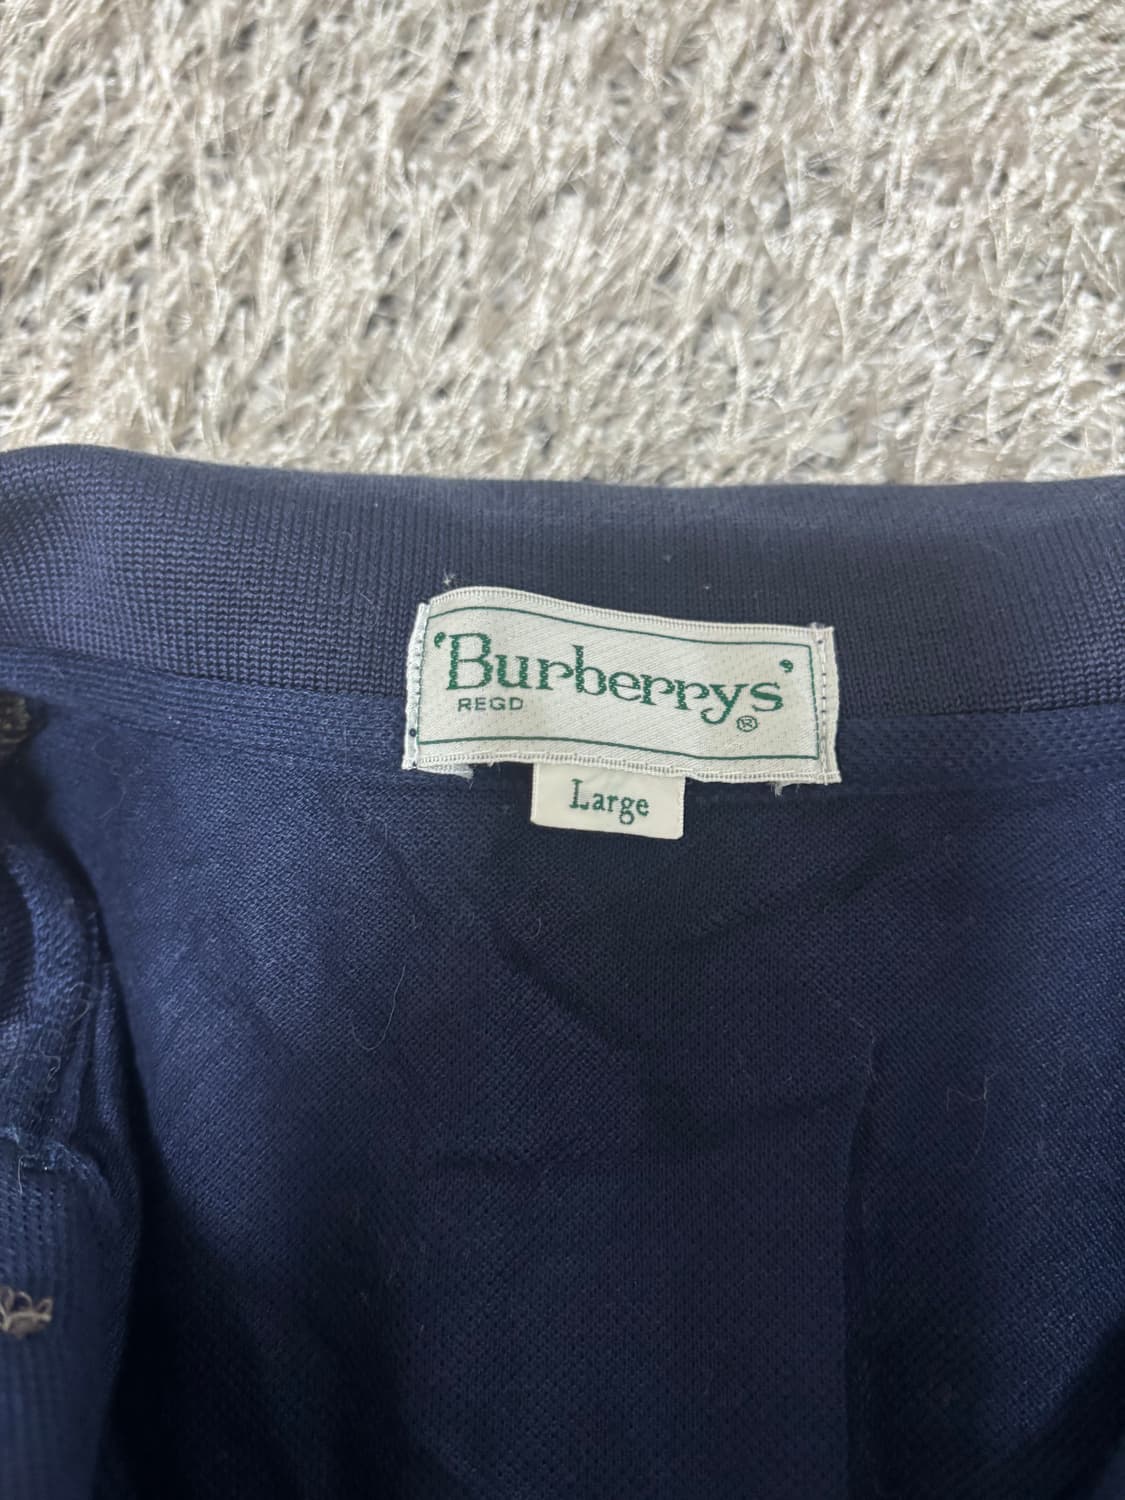 'Burberrys'
REGD ®
Large